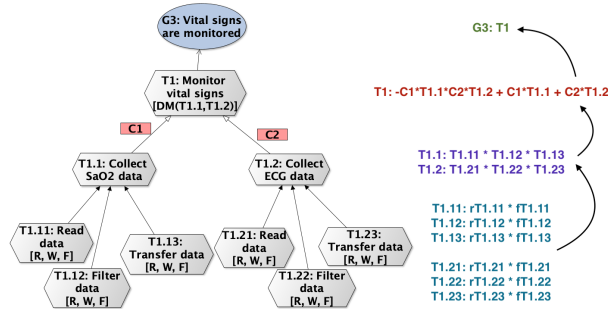 G3: Vital signs
are monitored
T1: Monitor
vital signs
[DM(T1.1,T1.2)]
C1
C2
T1.1: Collect
SaO2 data
T1.2: Collect
ECG data
T1.11: Read
data
[R, W, F]
T1.12: Filter
data
[R, W, F]
T1.13:
Transfer data
[R, W, F]
T1.21: Read
data
[R, W, F]
T1.22: Filter
data
[R, W, F]
T1.23:
Transfer data
[R, W, F]
G3: T1
T1: -C1*T1.1*C2*T1.2 + C1*T1.1 + C2*T1.2
T1.1: T1.11 * T1.12 * T1.13
T1.2: T1.21 * T1.22 * T1.23
T1.11: rT1.11 * fT1.11
T1.12: rT1.12 * fT1.12
T1.13: rT1.13 * fT1.13
T1.21: rT1.21 * fT1.21
T1.22: rT1.22 * fT1.22
T1.23: rT1.23 * fT1.23